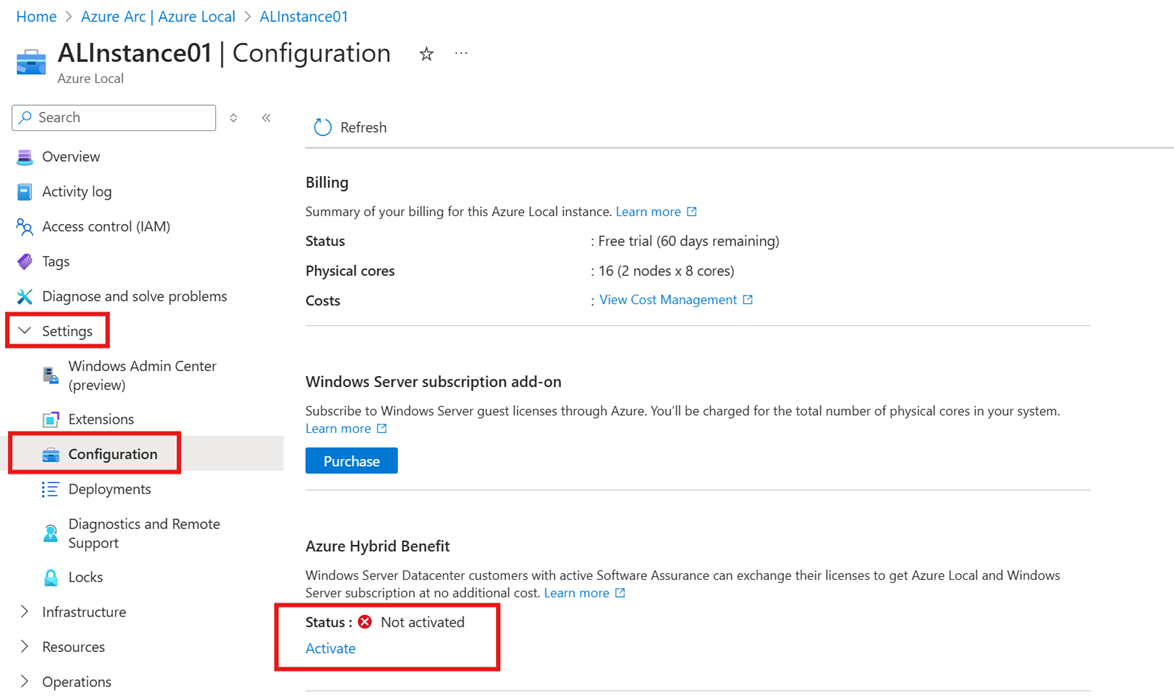 Home > Azure Arc | Azure Local > ALInstance01
ALInstance01 | Configuration
Azure Local
Search
Overview
Activity log
Access control (IAM)
Tags
Diagnose and solve problems
Settings
Windows Admin Center
(preview)
Extensions
Configuration
Deployments
Diagnostics and Remote
Support
Locks
Infrastructure
Resources
Operations
Refresh
Billing
Summary of your billing for this Azure Local instance. Learn more
Status : Free trial (60 days remaining)
Physical cores : 16 (2 nodes x 8 cores)
Costs : View Cost Management
Windows Server subscription add-on
Subscribe to Windows Server guest licenses through Azure. You’ll be charged for the total number of physical cores in your system.
Learn more
Purchase
Azure Hybrid Benefit
Windows Server Datacenter customers with active Software Assurance can exchange their licenses to get Azure Local and Windows
Server subscription at no additional cost. Learn more
Status : Not activated
Activate